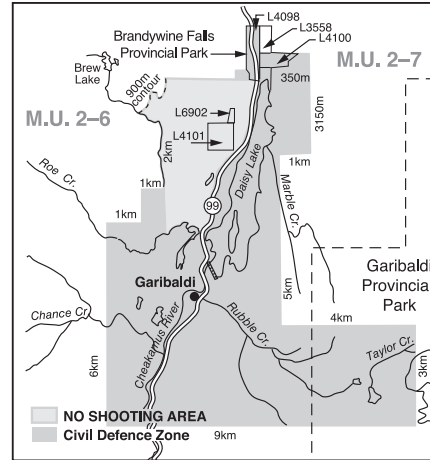 Brandywine Falls
Provincial Park
L4098
L3558
L4100
Brew
Lake
900m
contour
350m
M.U. 2–7
M.U. 2–6
L6902
L4101
3150m
2km
1km
Roe Cr.
Daisy Lake
Marble Cr.
1km
1km
99
Garibaldi
Provincial
Park
Garibaldi
5km
Chance Cr.
Cheakamus River
Rubble Cr.
4km
Taylor Cr.
6km
3km
NO SHOOTING AREA
Civil Defence Zone
9km